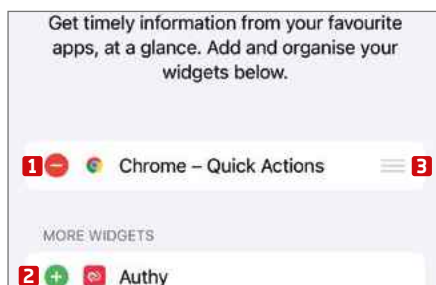 Get timely information from your favourite
apps, at a glance. Add and organise your
widgets below.
1 Chrome – Quick Actions 3
MORE WIDGETS
2 Authy